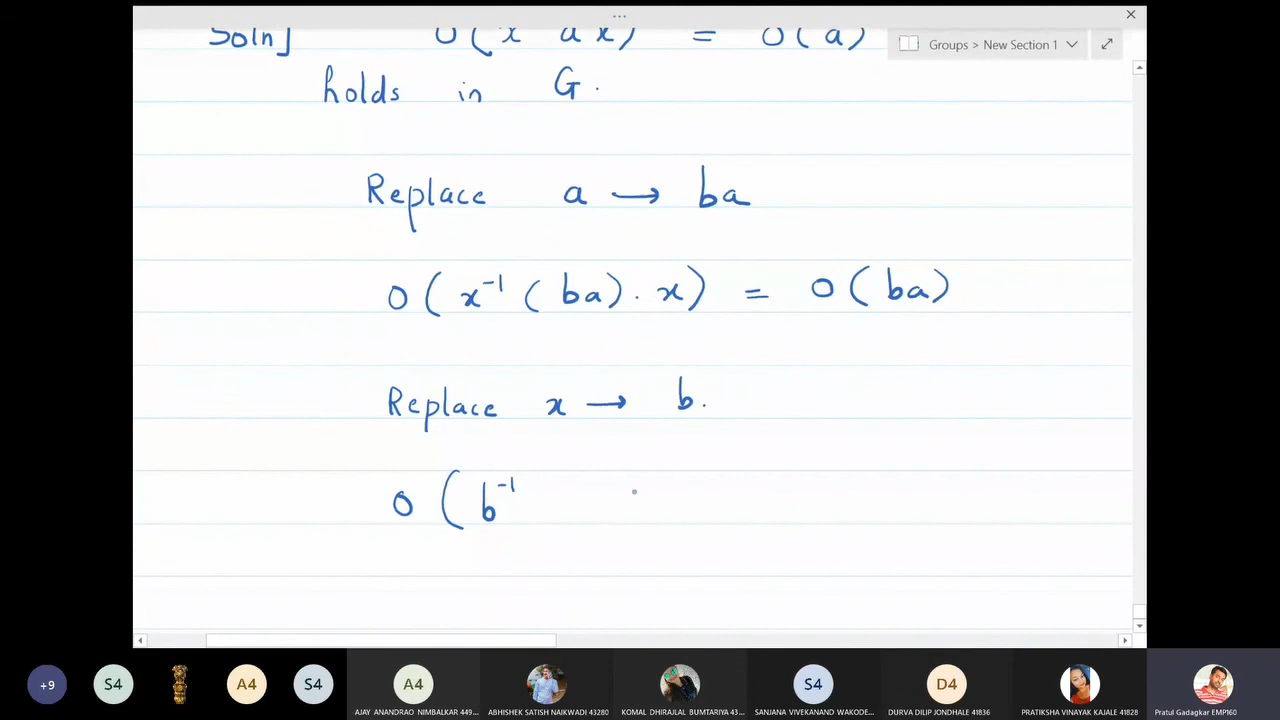 ...
Groups > New Section 1
Soln] O( x a x ) = O( a )
holds in G .
Replace a → ba
O ( x⁻¹ ( ba ) . x ) = O ( ba )
Replace x → b .
O ( b⁻¹
+9 S4 A4 S4 A4 S4 D4
AJAY ANANDRAO NIMBALKAR 449... ABHISHEK SATISH NAIKWADI 43280 KOMAL DHIRAJLAL BUMTARIYA 43... SANJANA VIVEKANAND WAKODE... DURVA DILIP JONDHALE 41836 PRATIKSHA VINAYAK KAJALE 41828 Pratul Gadagkar EMP160